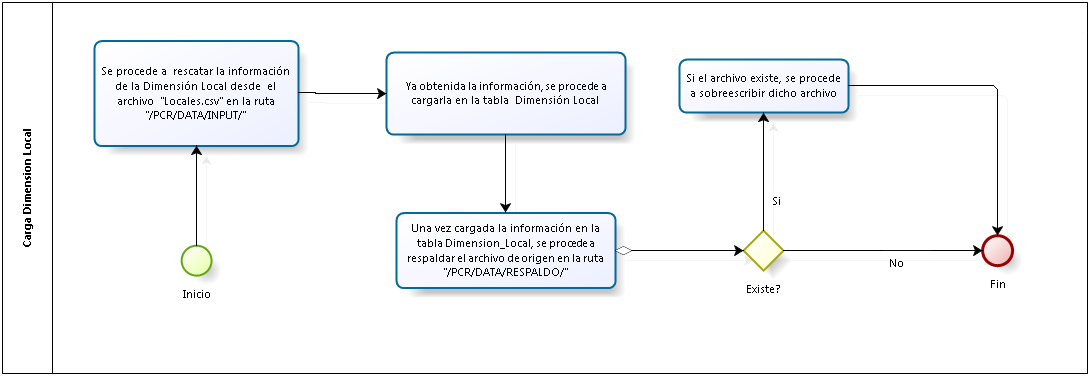 Carga Dimension Local
Se procede a rescatar la información
de la Dimensión Local desde el
archivo "Locales.csv" en la ruta
"/PCR/DATA/INPUT/"
Ya obtenida la información, se procede a
cargarla en la tabla Dimensión Local
Si el archivo existe, se procede
a sobreescribir dicho archivo
Una vez cargada la información en la
tabla Dimension_Local, se procede a
respaldar el archivo de origen en la ruta
"/PCR/DATA/RESPALDO/"
Si
No
Inicio
Existe?
Fin